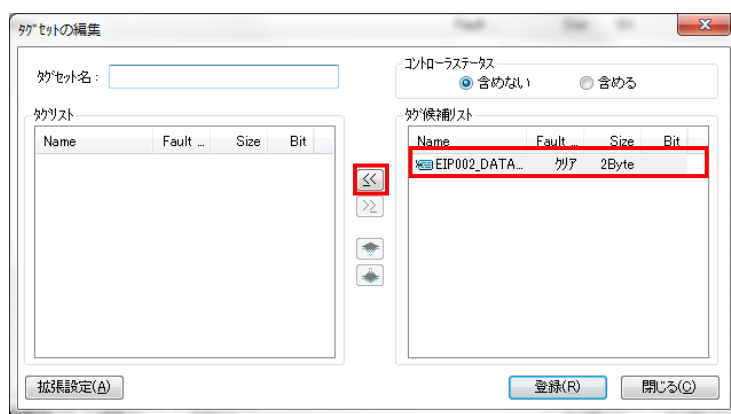 タグセットの編集
タグセット名：
コントローラステータス
含めない 含める
タグリスト
Name Fault ... Size Bit
タグ候補リスト
Name Fault ... Size Bit
EIP002_DATA... クリア 2Byte
<<
>>
拡張設定(A)
登録(R) 閉じる(C)